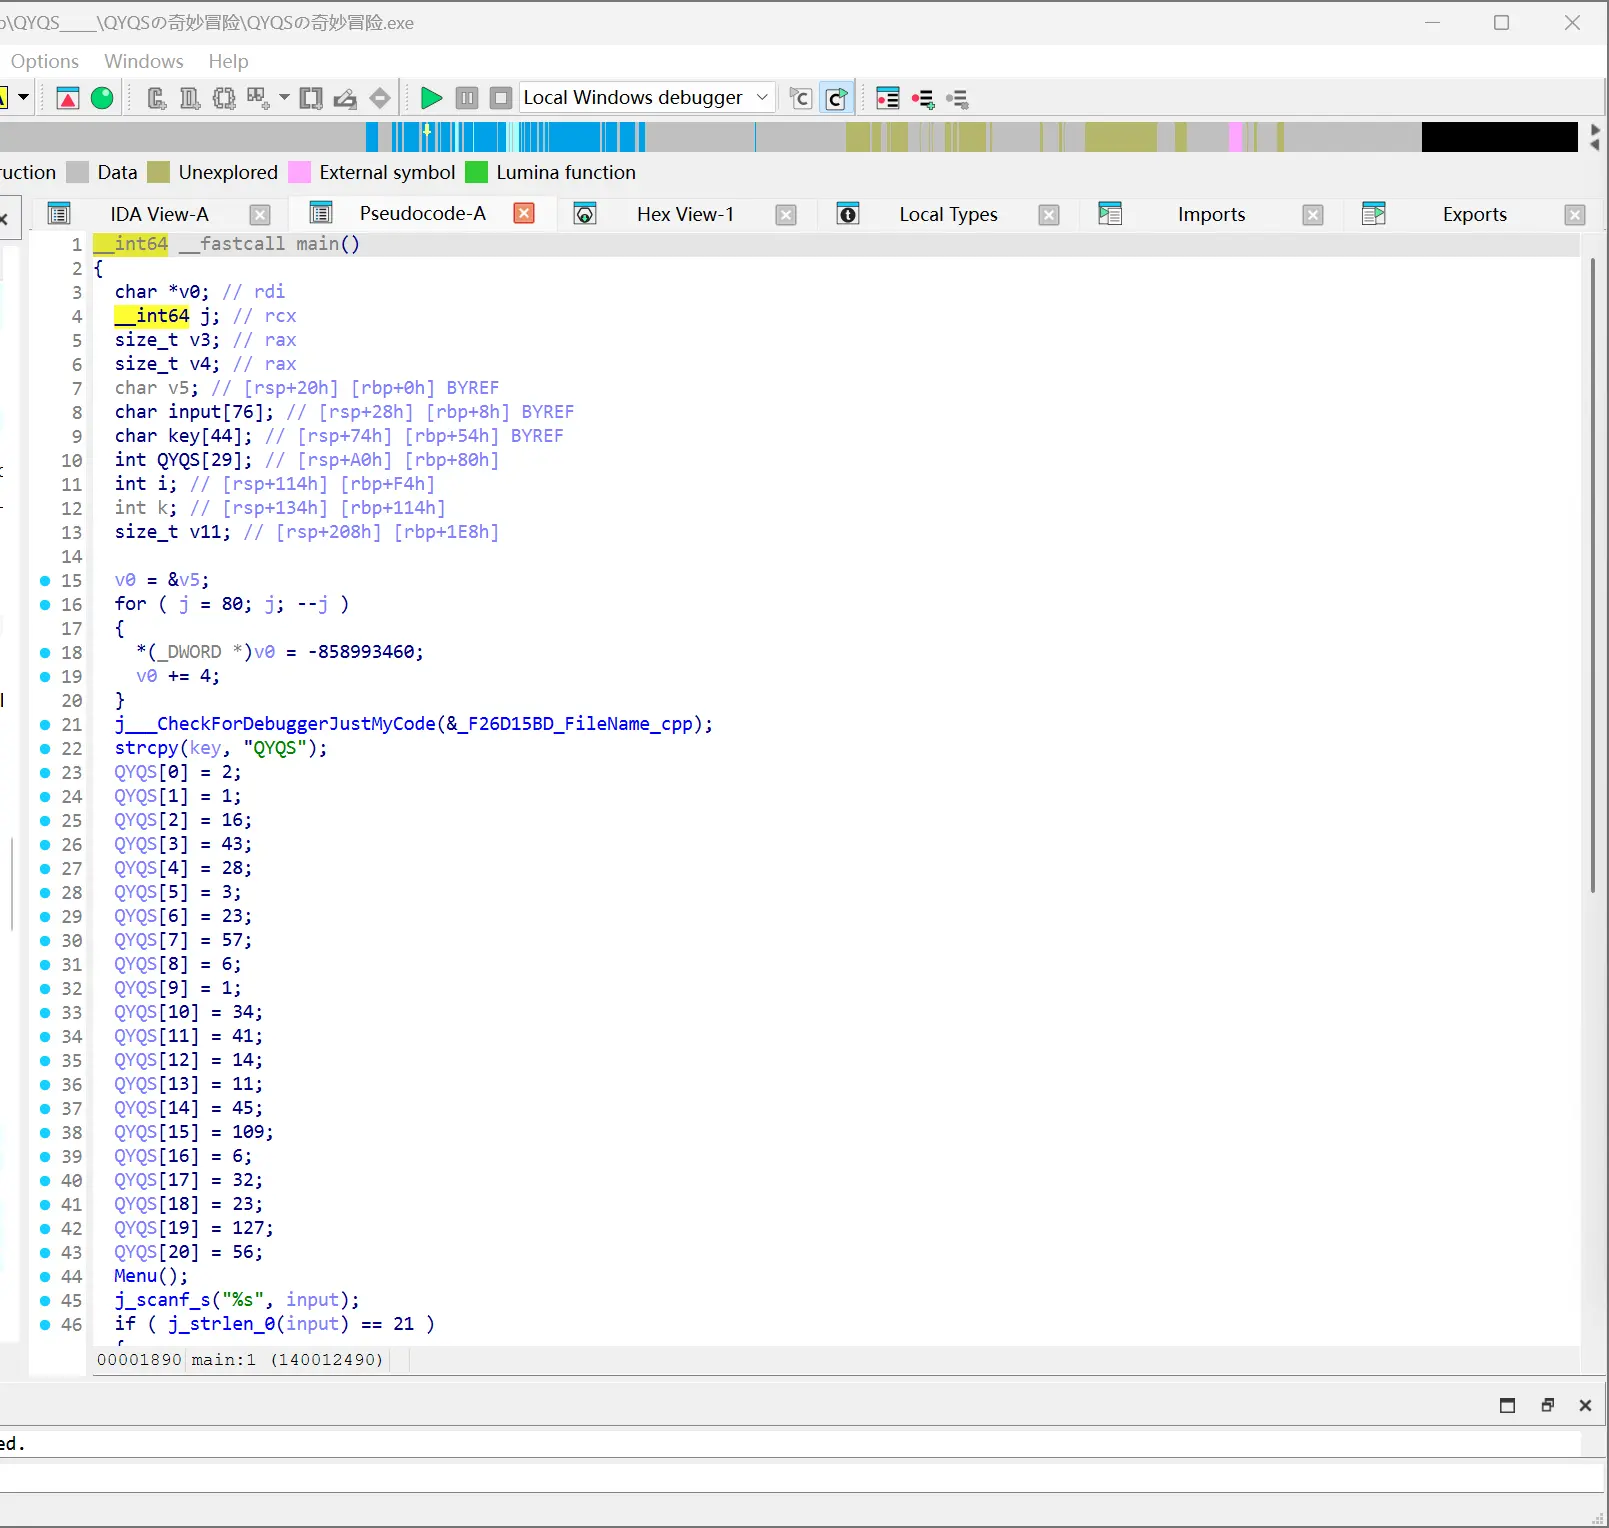 \QYQS____\QYQSの奇妙冒险\QYQSの奇妙冒险.exe
Options Windows Help
Local Windows debugger
Data Unexplored External symbol Lumina function
IDA View-A Pseudocode-A Hex View-1 Local Types Imports Exports
1 __int64 __fastcall main()
2 {
3 char *v0; // rdi
4 __int64 j; // rcx
5 size_t v3; // rax
6 size_t v4; // rax
7 char v5; // [rsp+20h] [rbp+0h] BYREF
8 char input[76]; // [rsp+28h] [rbp+8h] BYREF
9 char key[44]; // [rsp+74h] [rbp+54h] BYREF
10 int QYQS[29]; // [rsp+A0h] [rbp+80h]
11 int i; // [rsp+114h] [rbp+F4h]
12 int k; // [rsp+134h] [rbp+114h]
13 size_t v11; // [rsp+208h] [rbp+1E8h]
14
15 v0 = &v5;
16 for ( j = 80; j; --j )
17 {
18 *(_DWORD *)v0 = -858993460;
19 v0 += 4;
20 }
21 j___CheckForDebuggerJustMyCode(&_F26D15BD_FileName_cpp);
22 strcpy(key, "QYQS");
23 QYQS[0] = 2;
24 QYQS[1] = 1;
25 QYQS[2] = 16;
26 QYQS[3] = 43;
27 QYQS[4] = 28;
28 QYQS[5] = 3;
29 QYQS[6] = 23;
30 QYQS[7] = 57;
31 QYQS[8] = 6;
32 QYQS[9] = 1;
33 QYQS[10] = 34;
34 QYQS[11] = 41;
35 QYQS[12] = 14;
36 QYQS[13] = 11;
37 QYQS[14] = 45;
38 QYQS[15] = 109;
39 QYQS[16] = 6;
40 QYQS[17] = 32;
41 QYQS[18] = 23;
42 QYQS[19] = 127;
43 QYQS[20] = 56;
44 Menu();
45 j_scanf_s("%s", input);
46 if ( j_strlen_0(input) == 21 )
00001890 main:1 (140012490)
ed.